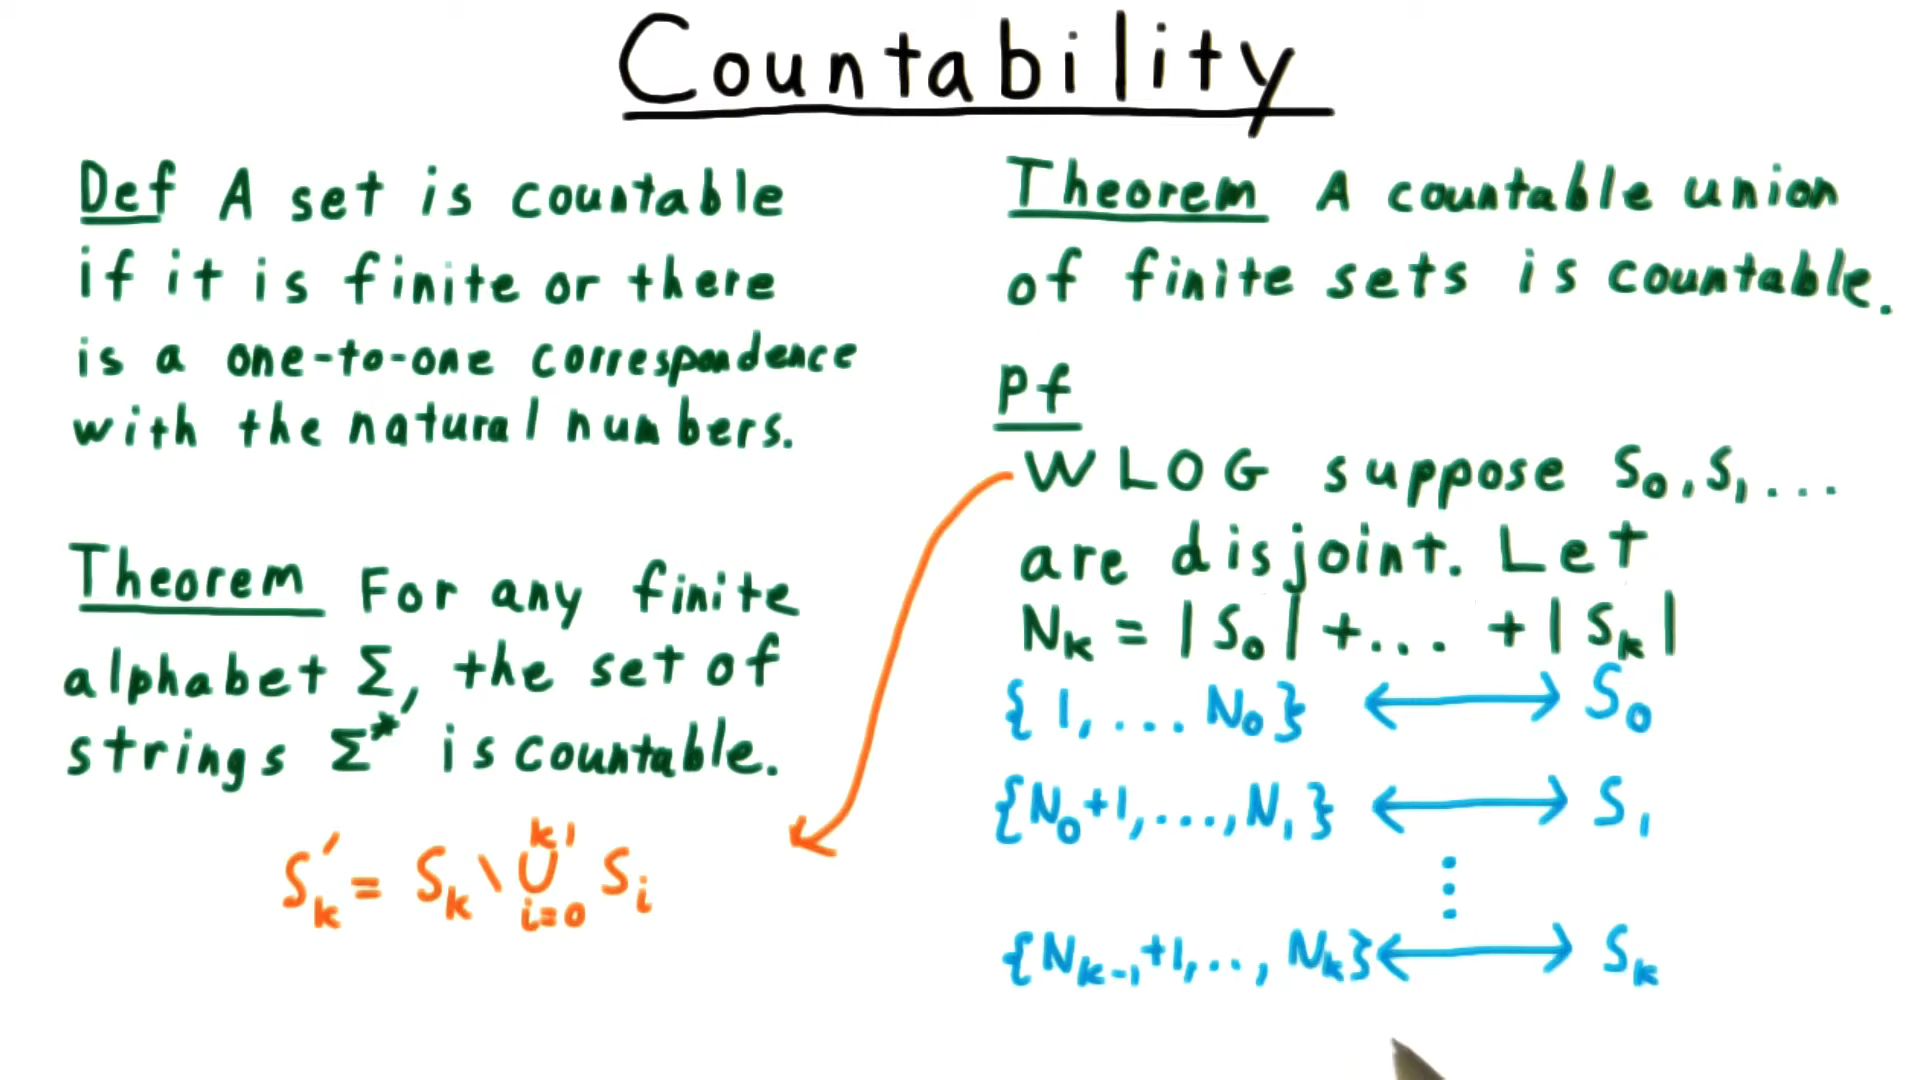 Countability
Def A set is countable
if it is finite or there
is a one-to-one correspondence
with the natural numbers.
Theorem For any finite
alphabet Σ, the set of
strings Σ* is countable.
S'ₖ = Sₖ \ ⋃ᵢ₌₀ᵏ' Sᵢ
Theorem A countable union
of finite sets is countable.
Pf
WLOG suppose S₀, S₁ ...
are disjoint. Let
Nₖ = |S₀| + ... + |Sₖ|
{1, ... N₀} ⟷ S₀
{N₀+1, ..., N₁} ⟷ S₁
⋮
{Nₖ₋₁+1, .., Nₖ} ⟷ Sₖ